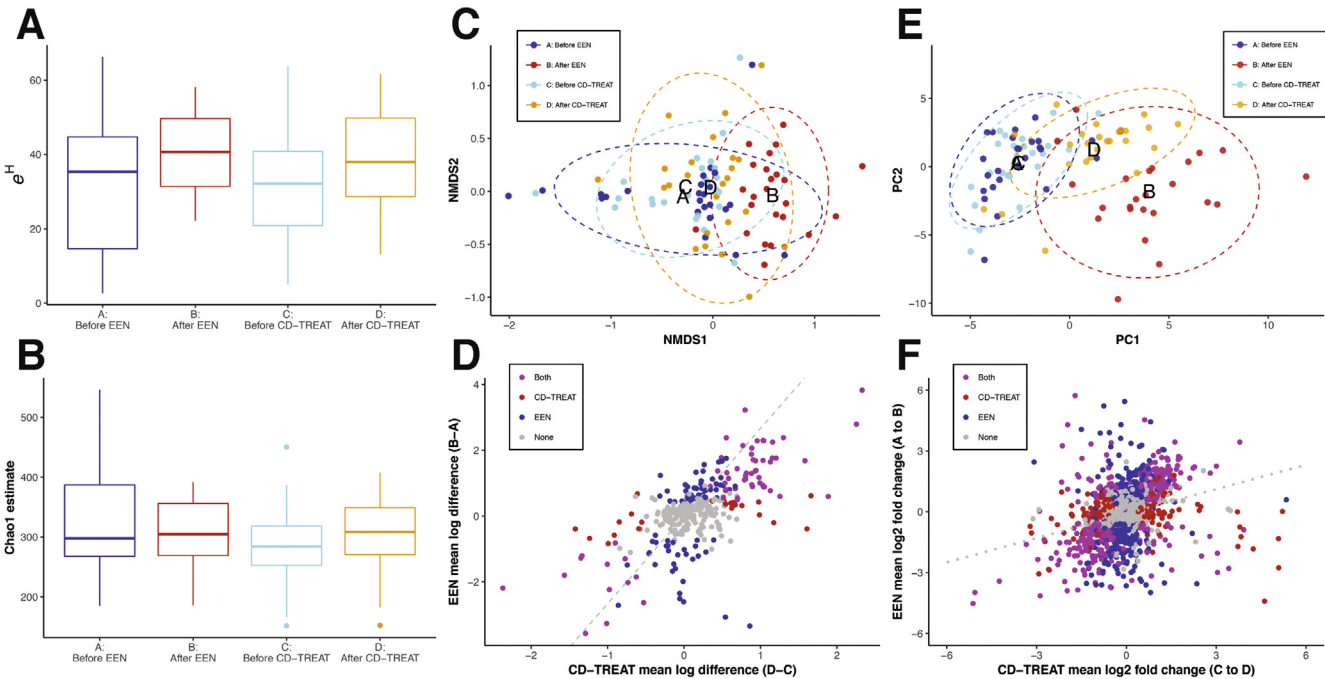 A
e^H
60
40
20
0
A:
Before EEN
B:
After EEN
C:
Before CD−TREAT
D:
After CD−TREAT
B
Chao1 estimate
500
400
300
200
A:
Before EEN
B:
After EEN
C:
Before CD−TREAT
D:
After CD−TREAT
C
A: Before EEN
B: After EEN
C: Before CD−TREAT
D: After CD−TREAT
NMDS2
1.0
0.5
0.0
−0.5
−1.0
C
A
D
B
−2
−1
0
1
NMDS1
D
Both
CD−TREAT
EEN
None
EEN mean log difference (B−A)
4
2
0
−2
−2
−1
0
1
2
CD−TREAT mean log difference (D−C)
E
A: Before EEN
B: After EEN
C: Before CD−TREAT
D: After CD−TREAT
PC2
5
0
−5
−10
A
C
D
B
−5
0
5
10
PC1
F
Both
CD−TREAT
EEN
None
EEN mean log2 fold change (A to B)
6
3
0
−3
−6
−6
−3
0
3
6
CD−TREAT mean log2 fold change (C to D)